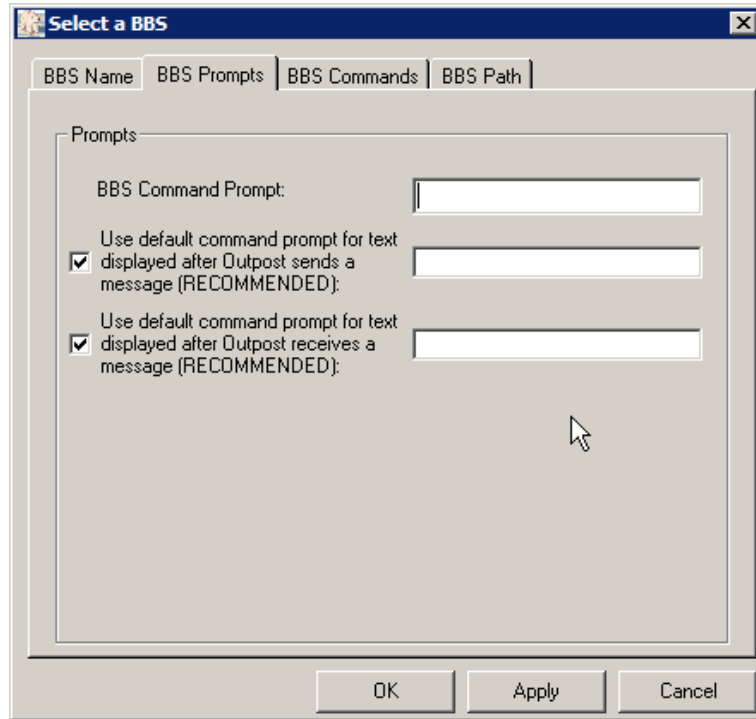 Select a BBS
BBS Name
BBS Prompts
BBS Commands
BBS Path
Prompts
BBS Command Prompt:
Use default command prompt for text
displayed after Outpost sends a
message (RECOMMENDED):
Use default command prompt for text
displayed after Outpost receives a
message (RECOMMENDED):
OK
Apply
Cancel